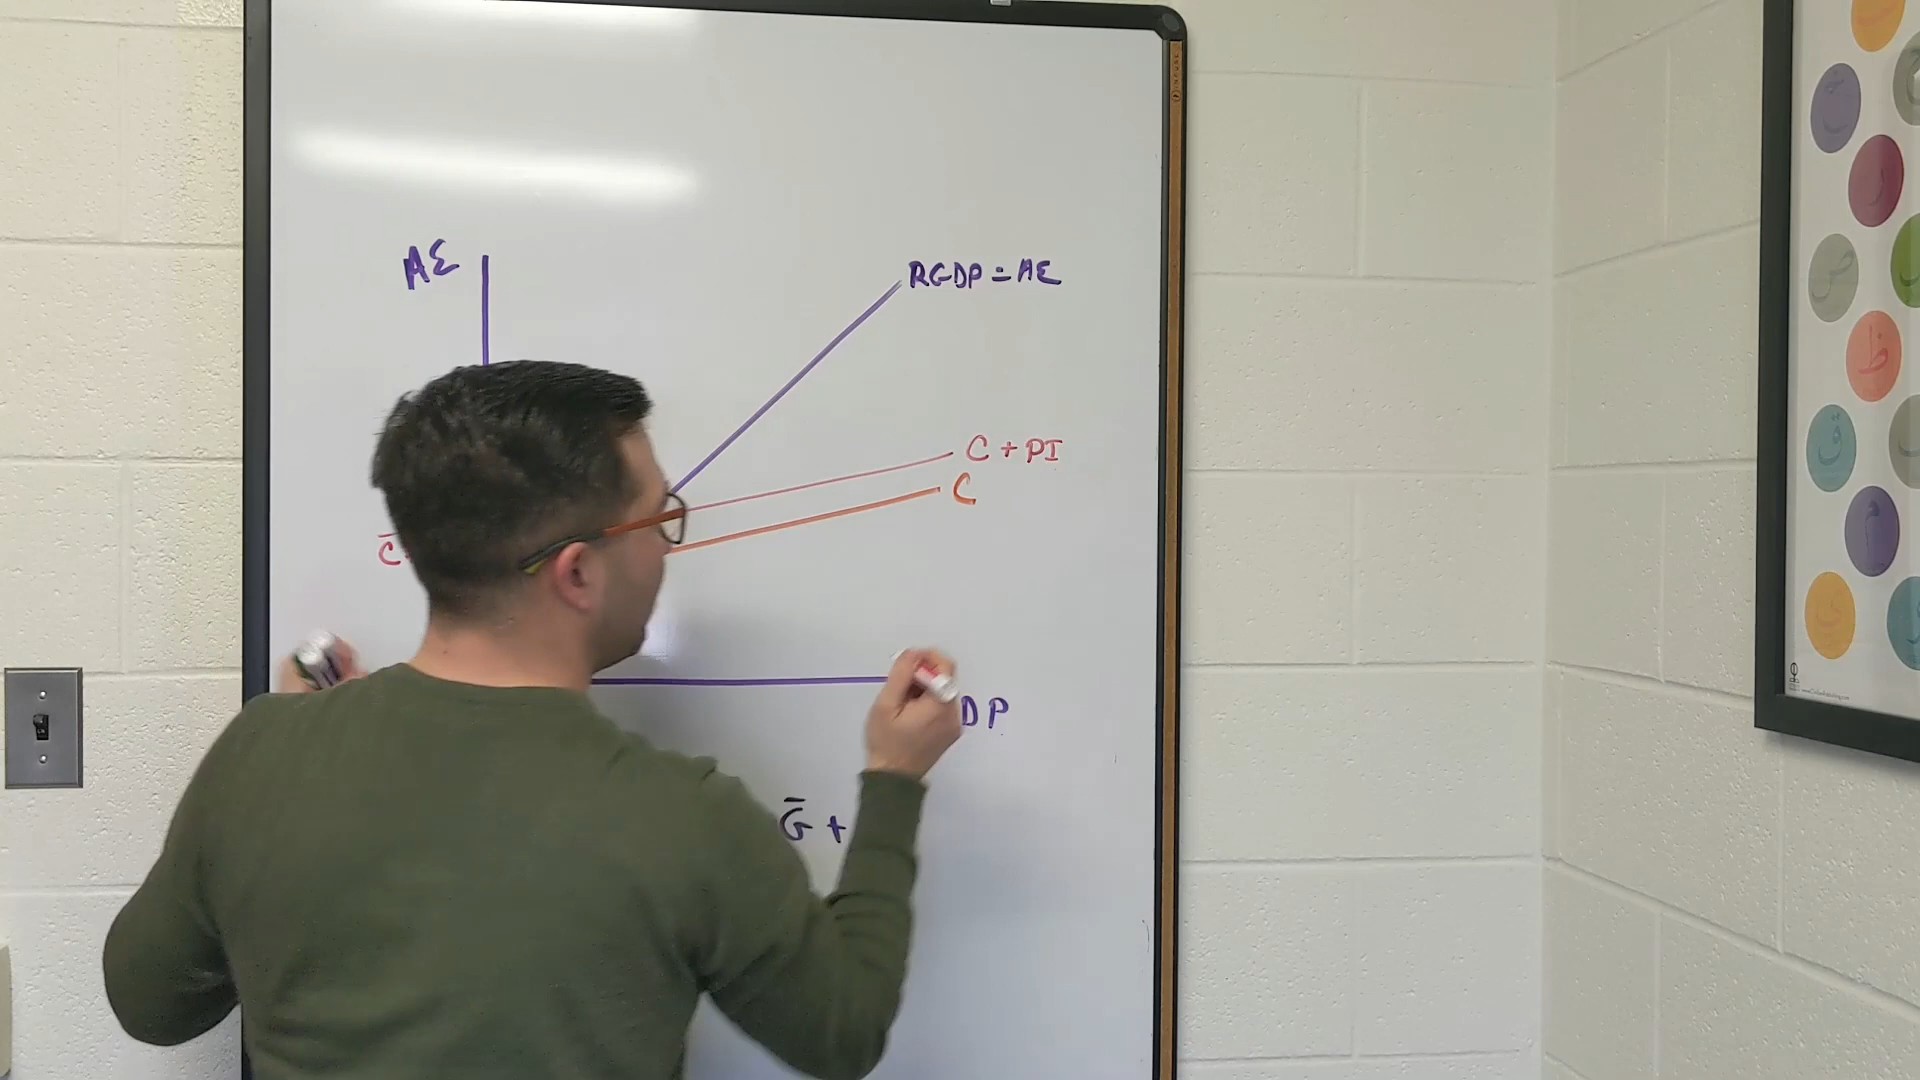 AE
RGDP = AE
C + PI
C
C
DP
G +
ظ
ق